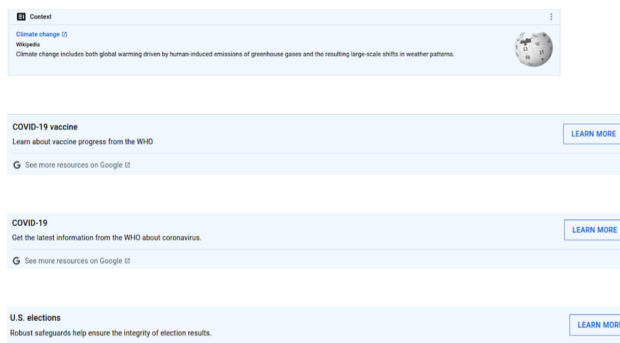 Context
Climate change
Wikipedia
Climate change includes both global warming driven by human-induced emissions of greenhouse gases and the resulting large-scale shifts in weather patterns.
COVID-19 vaccine
LEARN MORE
Learn about vaccine progress from the WHO
G See more resources on Google
COVID-19
LEARN MORE
Get the latest information from the WHO about coronavirus.
G See more resources on Google
U.S. elections
LEARN MOR
Robust safeguards help ensure the integrity of election results.